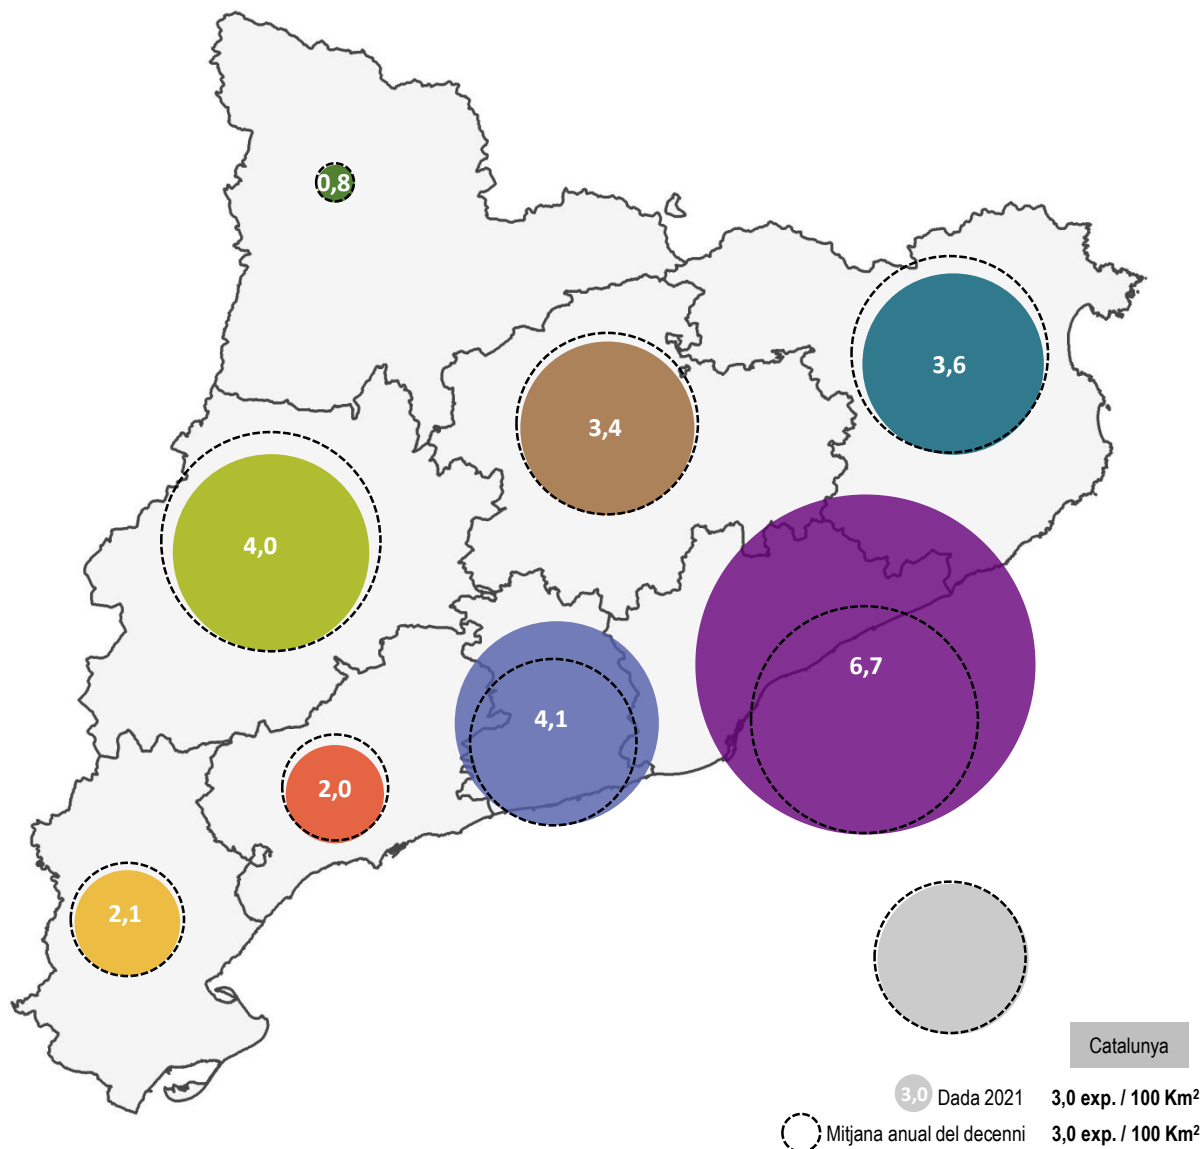 0,8
3,6
3,4
4,0
6,7
4,1
2,0
2,1
Catalunya
3,0 Dada 2021 3,0 exp. / 100 Km²
Mitjana anual del decenni 3,0 exp. / 100 Km²